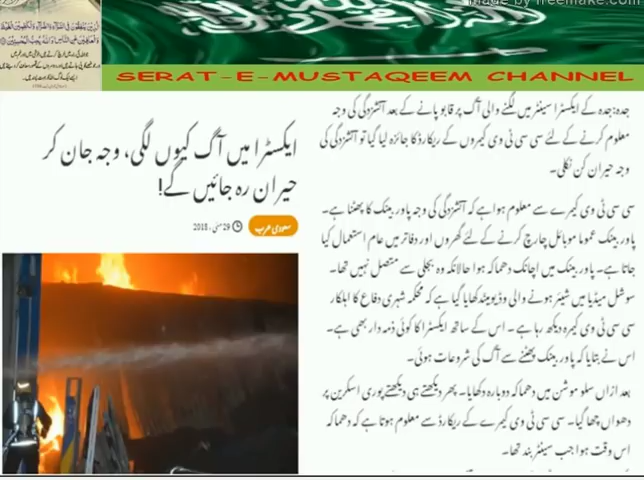 Made by freemake.com
SERAT-E-MUSTAQEEM CHANNEL
ایکسٹرا میں آگ کیوں لگی، وجہ جان کر
حیران رہ جائیں گے!
سعودی عرب
29 مئی، 2018
جدہ: جدہ کے ایکسٹرا سینٹر میں لگنے والی آگ پر قابو پانے کے بعد آتشزدگی کی وجہ
معلوم کرنے کے لئے سی سی ٹی وی کیمروں کے ریکارڈ کا جائزہ لیا گیا تو آتشزدگی کی
وجہ حیران کن نکلی۔
سی سی ٹی وی کیمرے سے معلوم ہوا ہے کہ آتشزدگی کی وجہ پاور بینک کا پھٹنا ہے۔
پاور بینک عموما موبائل چارج کرنے کے لئے گھروں اور دفاتر میں عام استعمال کیا
جاتا ہے۔ پاور بینک میں اچانک دھماکہ ہوا حالانکہ وہ بجلی سے متصل نہیں تھا۔
سوشل میڈیا میں شیئر ہونے والی وڈیو میں دکھایا گیا ہے کہ محکمہ شہری دفاع کا اہلکار
سی سی ٹی وی کیمرہ دیکھ رہا ہے۔ اس کے ساتھ ایکسٹرا کا کوئی ذمہ دار بھی ہے۔
اس نے بتایا کہ پاور بینک پھٹنے سے آگ کی شروعات ہوئی۔
بعد ازاں سلو موشن میں دھماکہ دوبارہ دکھایا۔ پھر دیکھتے ہی دیکھتے پوری اسکرین پر
دھواں چھا گیا۔ سی سی ٹی وی کیمرے کے ریکارڈ سے معلوم ہوتا ہے کہ دھماکہ
اس وقت ہوا جب سینٹر بند تھا۔